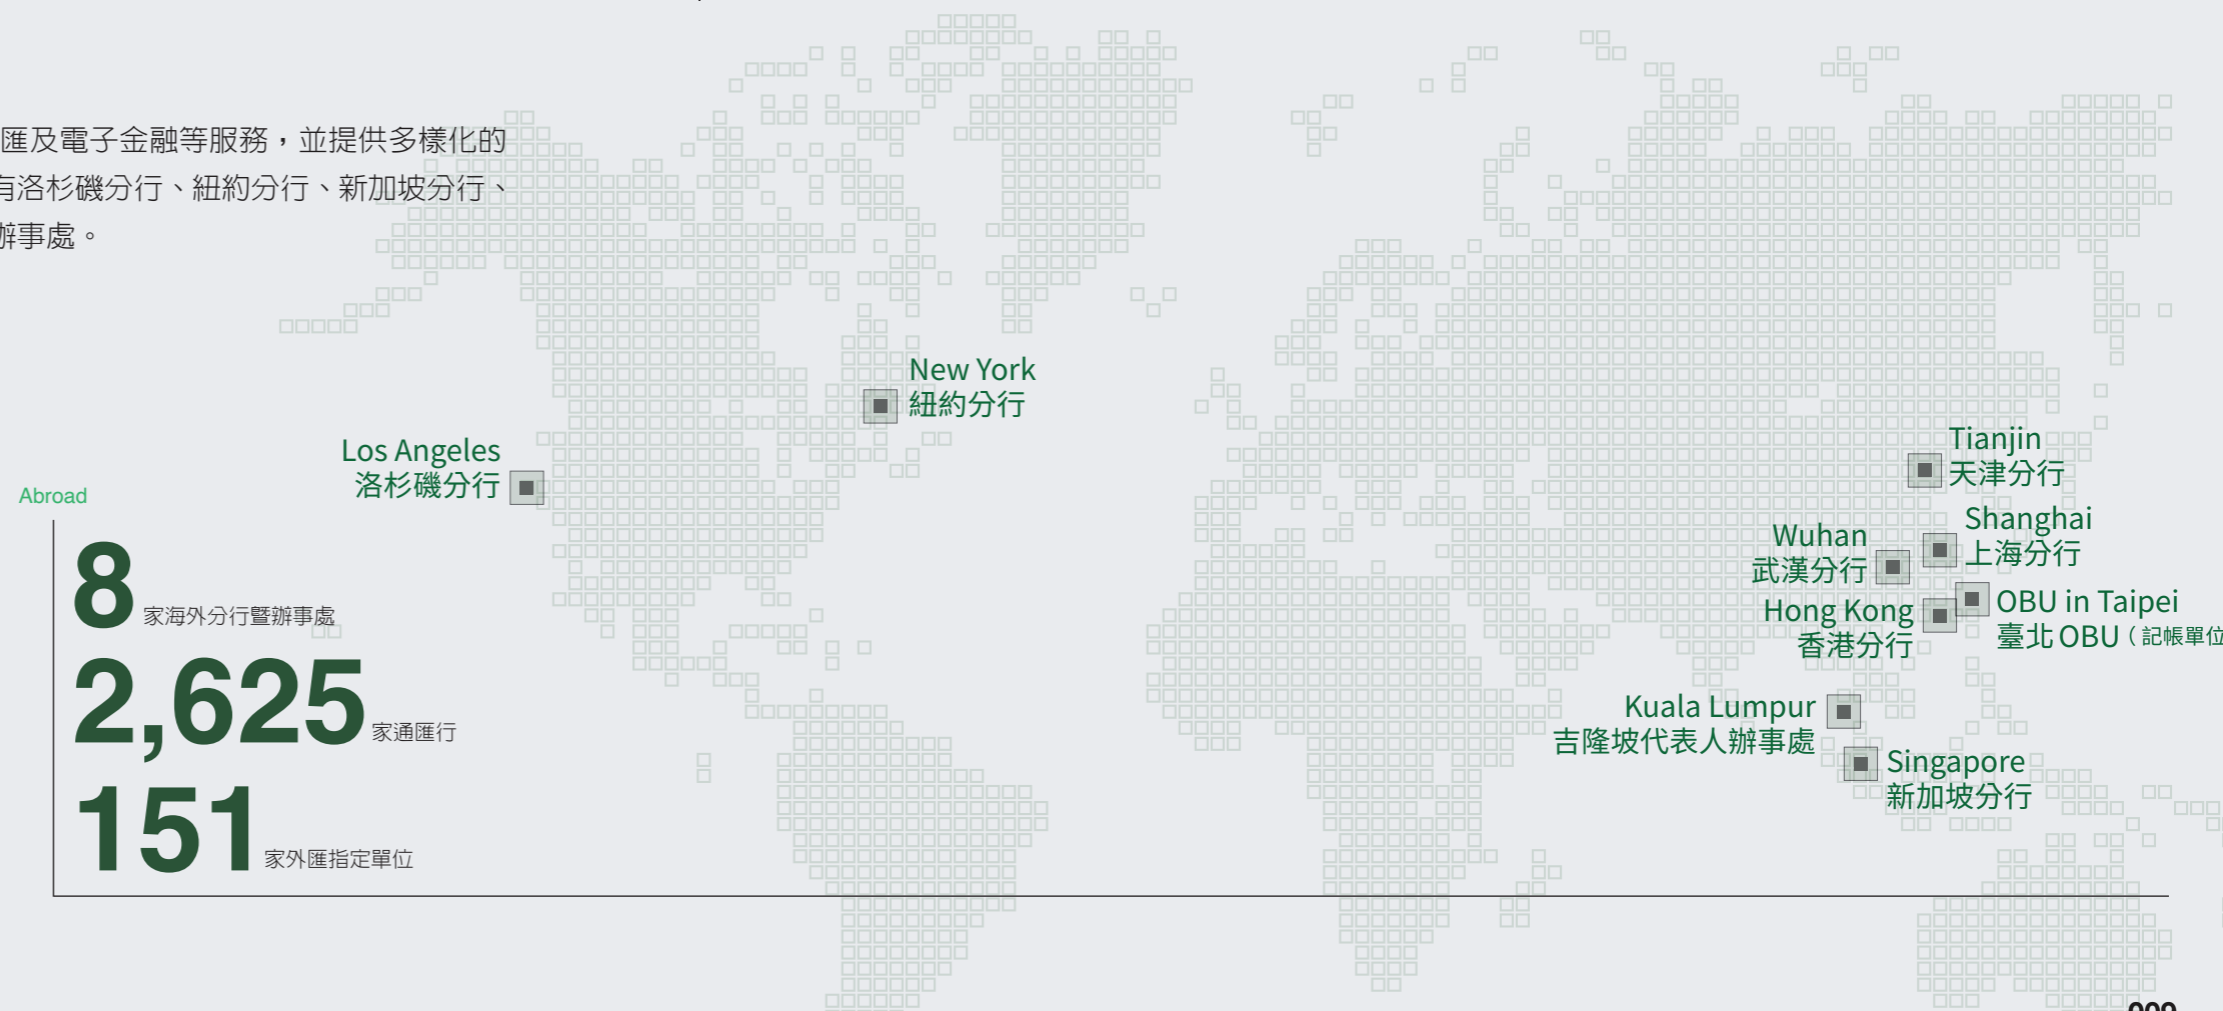 匯及電子金融等服務，並提供多樣化的
有洛杉磯分行、紐約分行、新加坡分行、
辦事處。
New York
紐約分行
Los Angeles
洛杉磯分行
Tianjin
天津分行
Shanghai
上海分行
Wuhan
武漢分行
OBU in Taipei
臺北 OBU（記帳單位
Hong Kong
香港分行
Kuala Lumpur
吉隆坡代表人辦事處
Singapore
新加坡分行
Abroad
8 家海外分行暨辦事處
2,625 家通匯行
151 家外匯指定單位